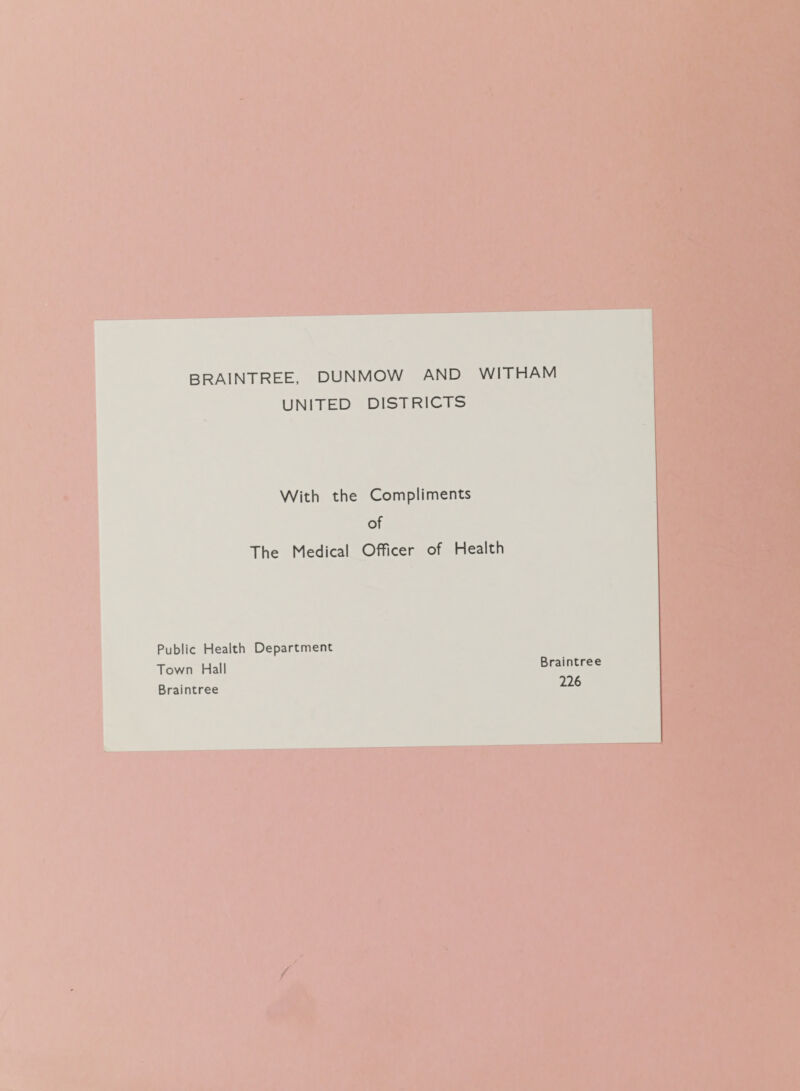 BRAINTREE, DUNMOW AND WITHAM
UNITED DISTRICTS
With the Compliments
of
The Medical Officer of Health
Public Health Department
Town Hall
Braintree
Braintree
226